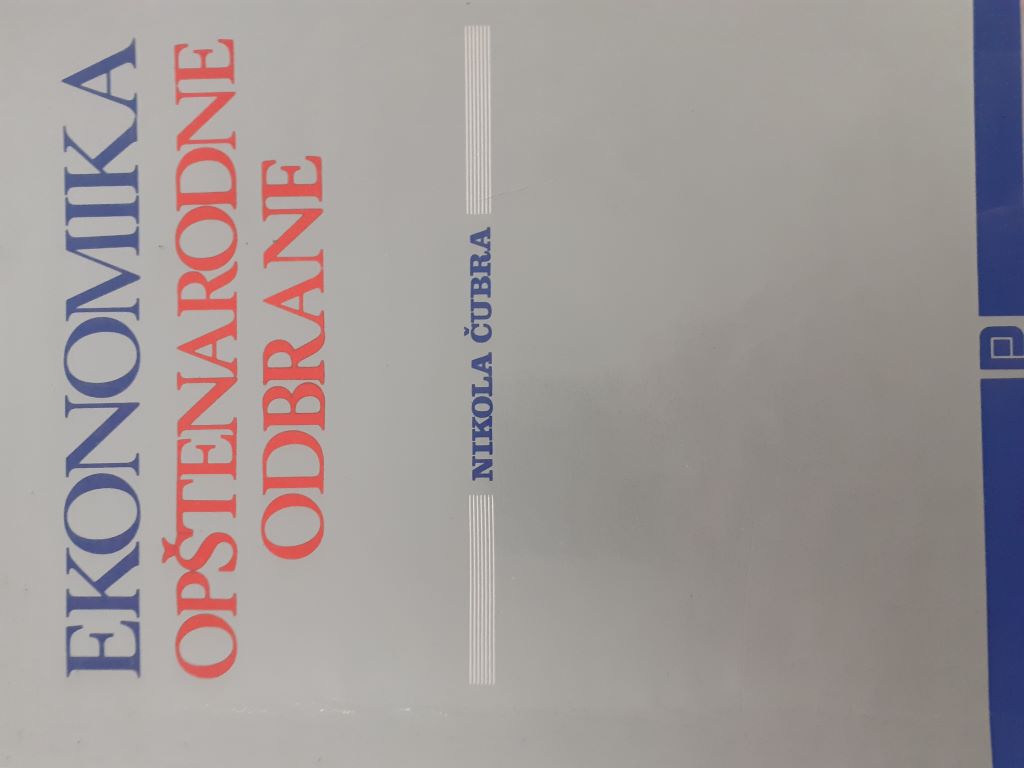 EKONOMIKA
OPŠTENARODNE
ODBRANE
NIKOLA ČUBRA
P